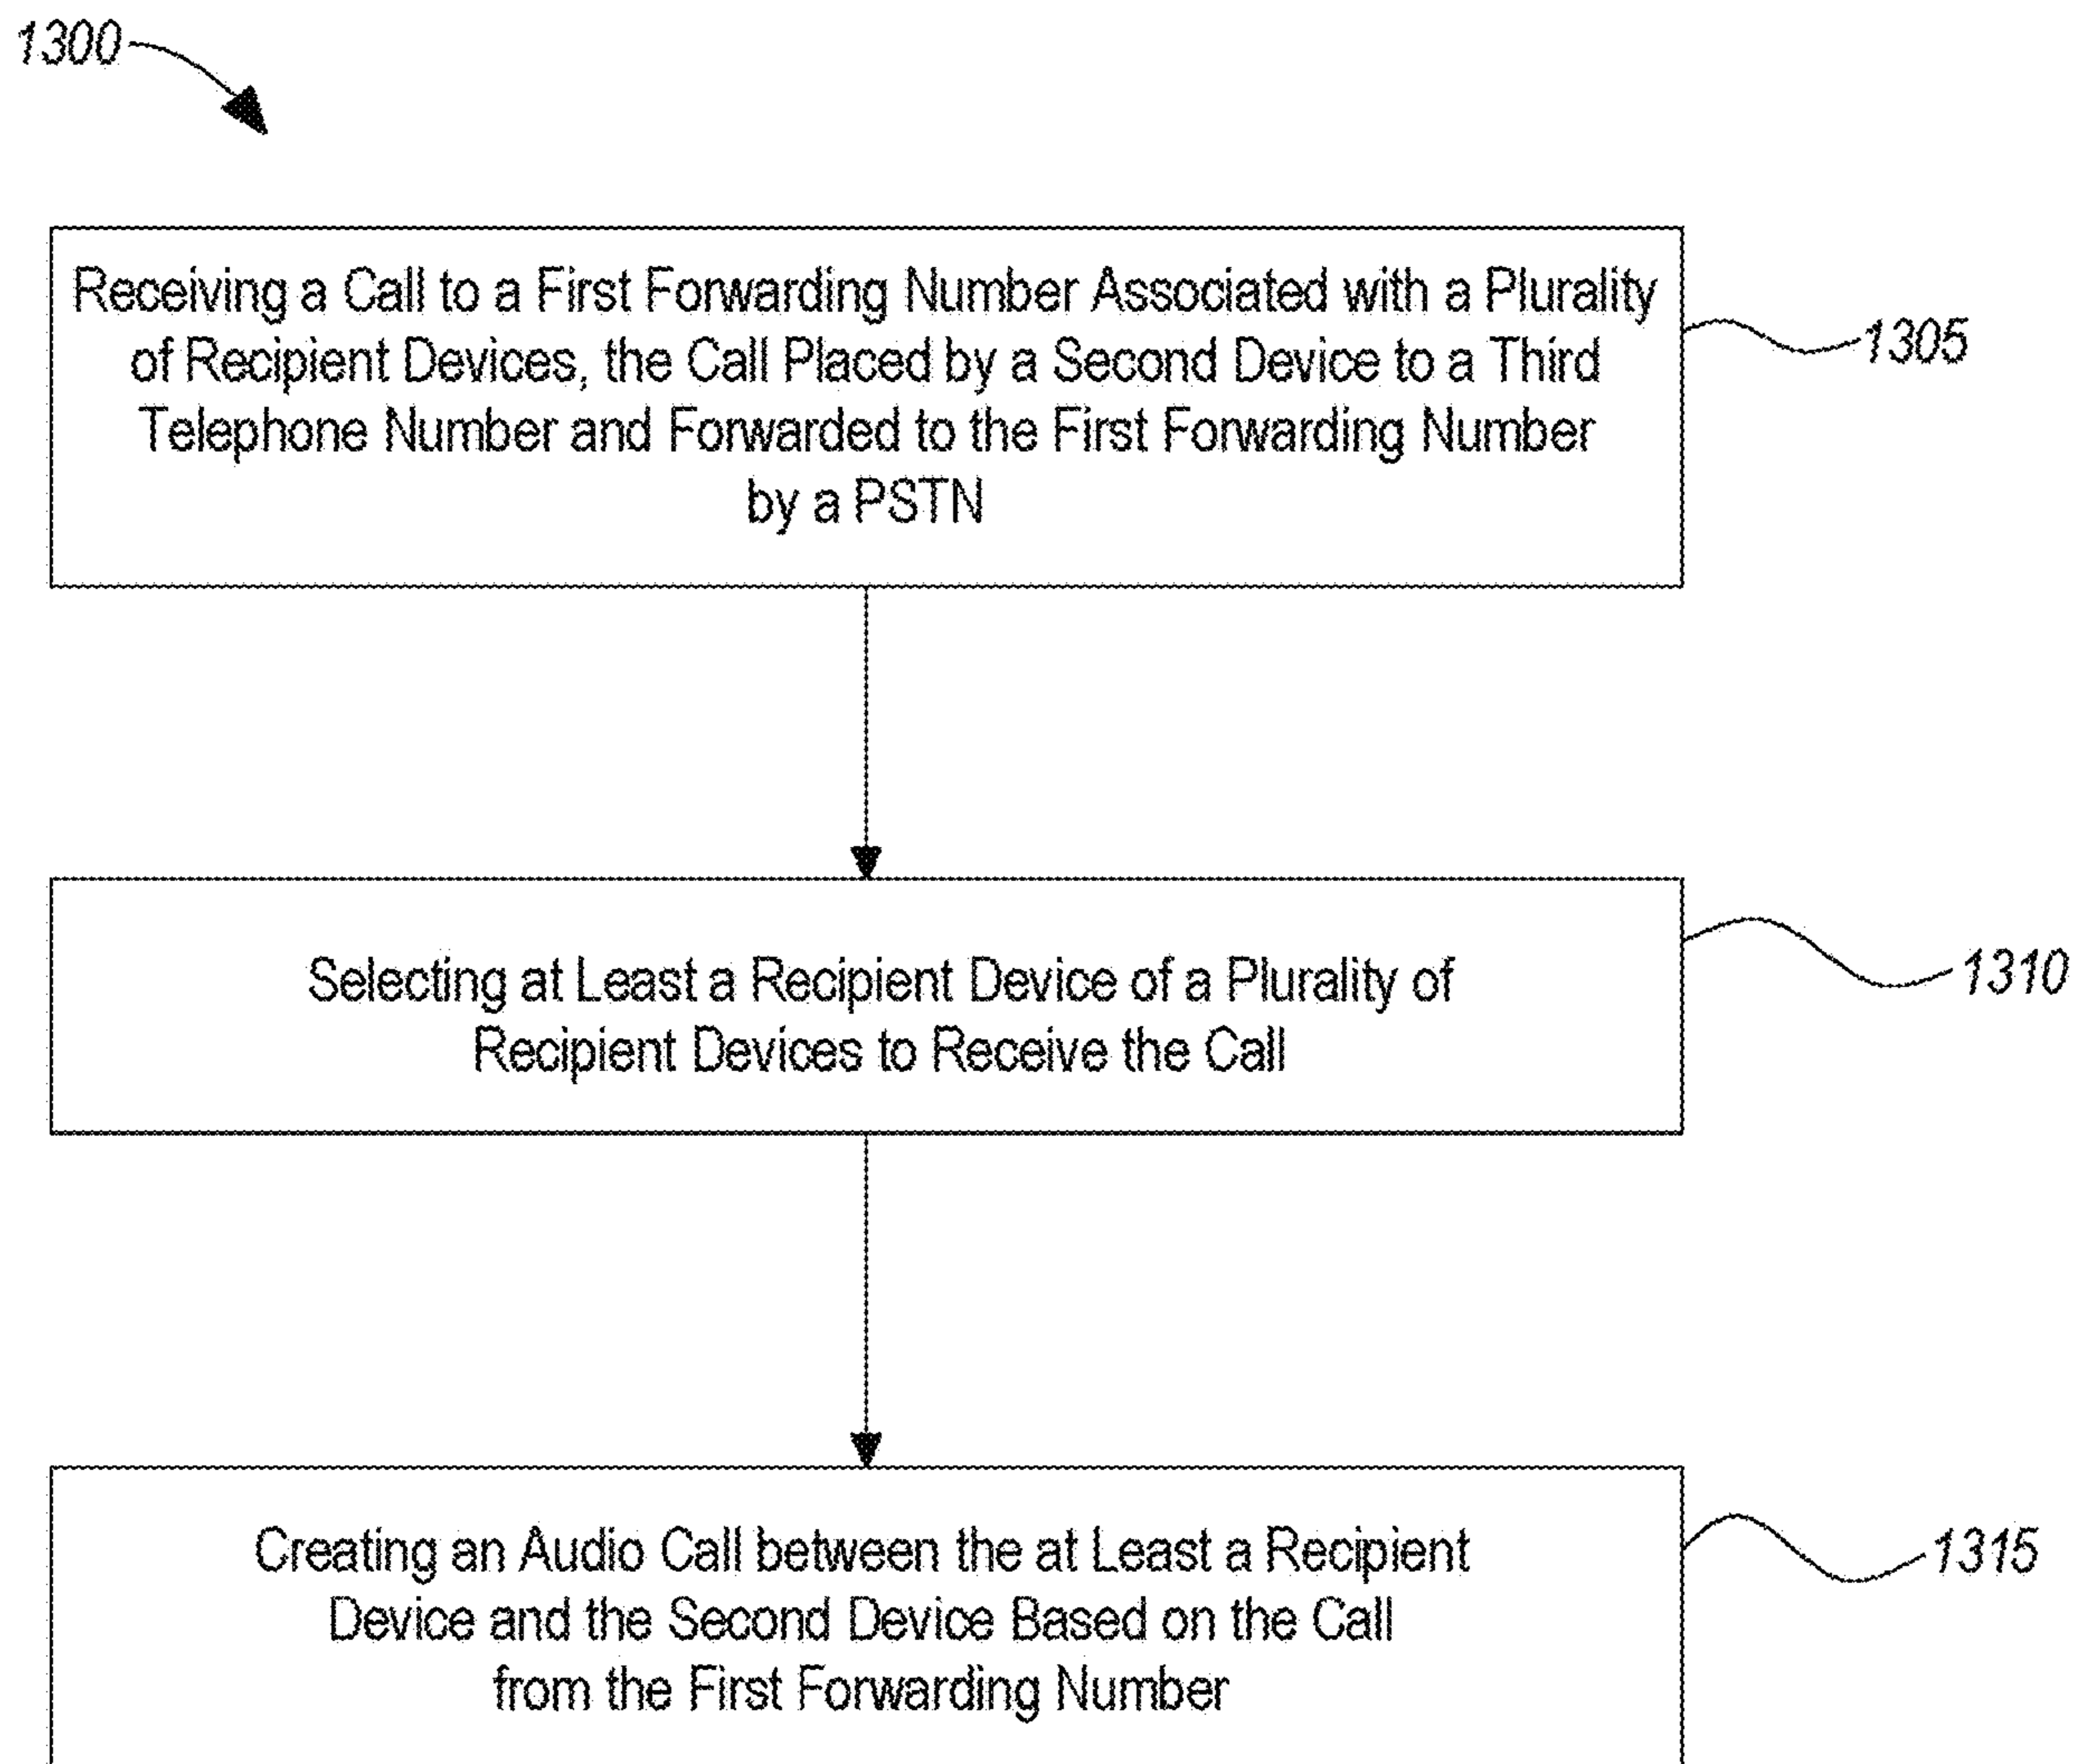 1300
Receiving a Call to a First Forwarding Number Associated with a Plurality
of Recipient Devices, the Call Placed by a Second Device to a Third
Telephone Number and Forwarded to the First Forwarding Number
by a PSTN
1305
Selecting at Least a Recipient Device of a Plurality of
Recipient Devices to Receive the Call
1310
Creating an Audio Call between the at Least a Recipient
Device and the Second Device Based on the Call
from the First Forwarding Number
1315